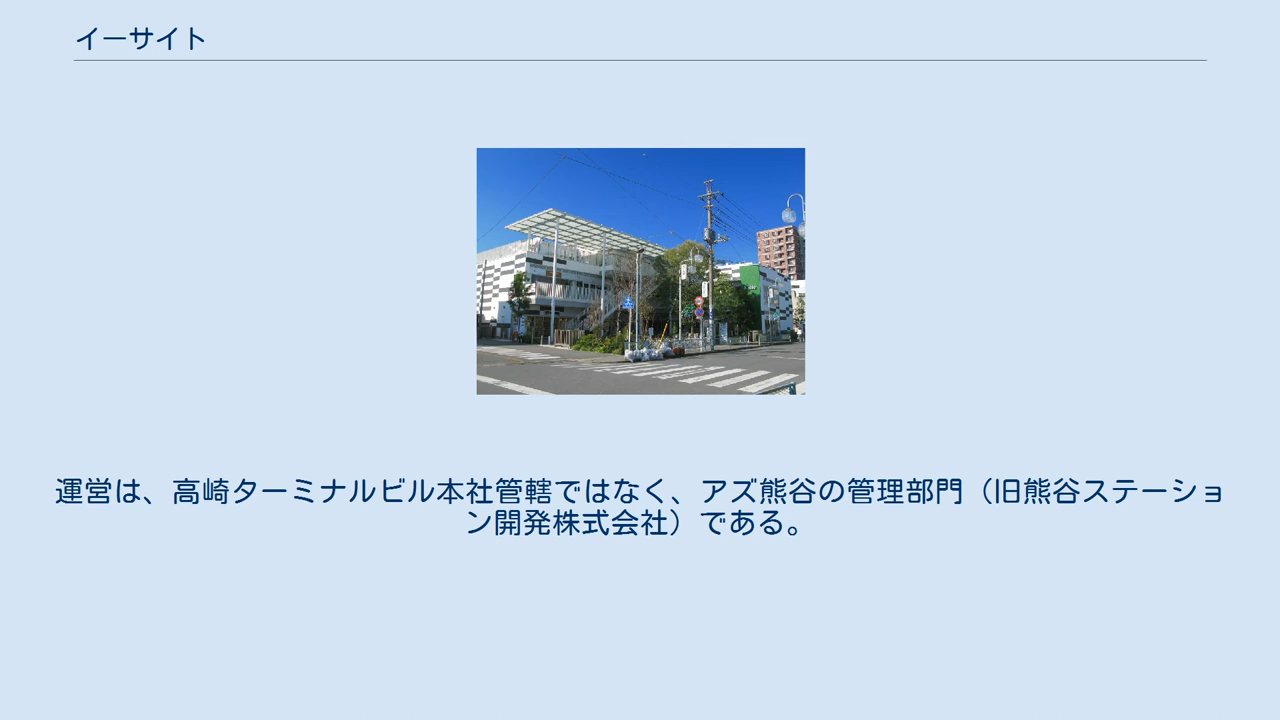 イーサイト
運営は、高崎ターミナルビル本社管轄ではなく、アズ熊谷の管理部門（旧熊谷ステーショ
ン開発株式会社）である。